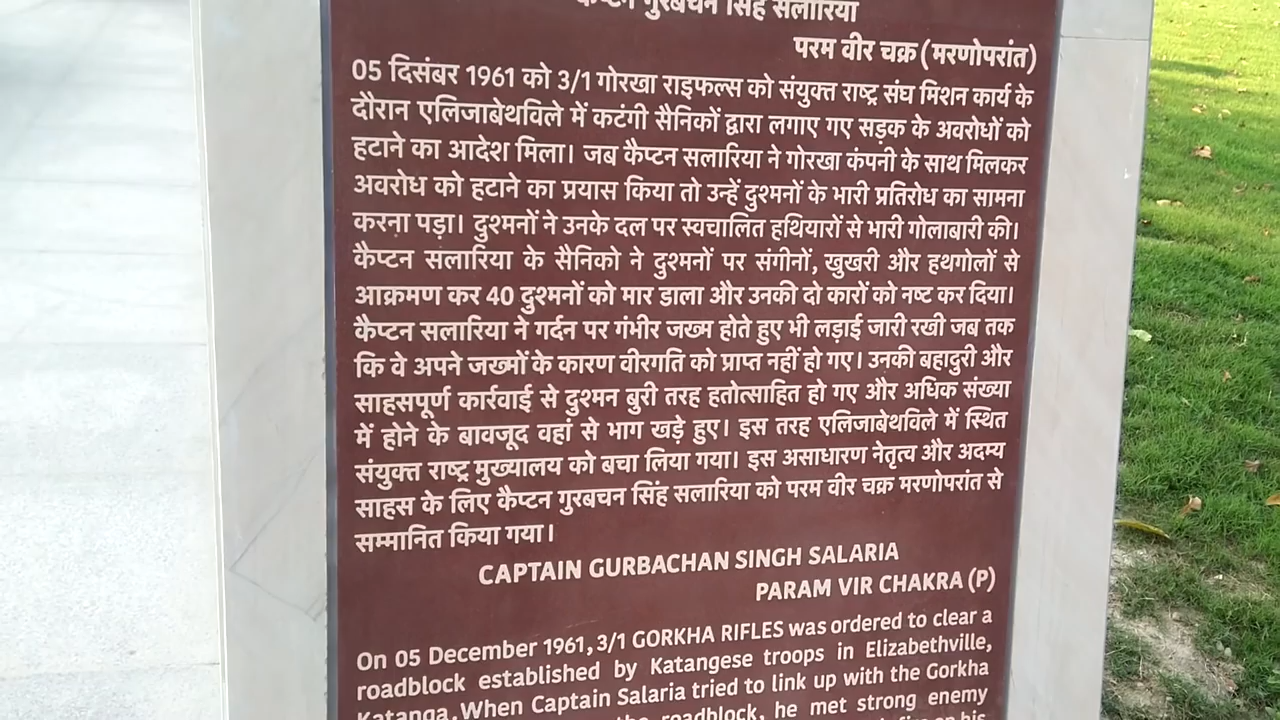 कैप्टन गुरबचन सिंह सलारिया
परम वीर चक्र (मरणोपरांत)
05 दिसंबर 1961 को 3/1 गोरखा राइफल्स को संयुक्त राष्ट्र संघ मिशन कार्य के
दौरान एलिजाबेथविले में कटंगी सैनिकों द्वारा लगाए गए सड़क के अवरोधों को
हटाने का आदेश मिला। जब कैप्टन सलारिया ने गोरखा कंपनी के साथ मिलकर
अवरोध को हटाने का प्रयास किया तो उन्हें दुश्मनों के भारी प्रतिरोध का सामना
करना पड़ा। दुश्मनों ने उनके दल पर स्वचालित हथियारों से भारी गोलाबारी की।
कैप्टन सलारिया के सैनिको ने दुश्मनों पर संगीनों, खुखरी और हथगोलों से
आक्रमण कर 40 दुश्मनों को मार डाला और उनकी दो कारों को नष्ट कर दिया।
कैप्टन सलारिया ने गर्दन पर गंभीर जख्म होते हुए भी लड़ाई जारी रखी जब तक
कि वे अपने जख्मों के कारण वीरगति को प्राप्त नहीं हो गए। उनकी बहादुरी और
साहसपूर्ण कार्रवाई से दुश्मन बुरी तरह हतोत्साहित हो गए और अधिक संख्या
में होने के बावजूद वहां से भाग खड़े हुए। इस तरह एलिजाबेथविले में स्थित
संयुक्त राष्ट्र मुख्यालय को बचा लिया गया। इस असाधारण नेतृत्व और अदम्य
साहस के लिए कैप्टन गुरबचन सिंह सलारिया को परम वीर चक्र मरणोपरांत से
सम्मानित किया गया।
CAPTAIN GURBACHAN SINGH SALARIA
PARAM VIR CHAKRA (P)
On 05 December 1961, 3/1 GORKHA RIFLES was ordered to clear a
roadblock established by Katangese troops in Elizabethville,
Katanga. When Captain Salaria tried to link up with the Gorkha
the roadblock, he met strong enemy